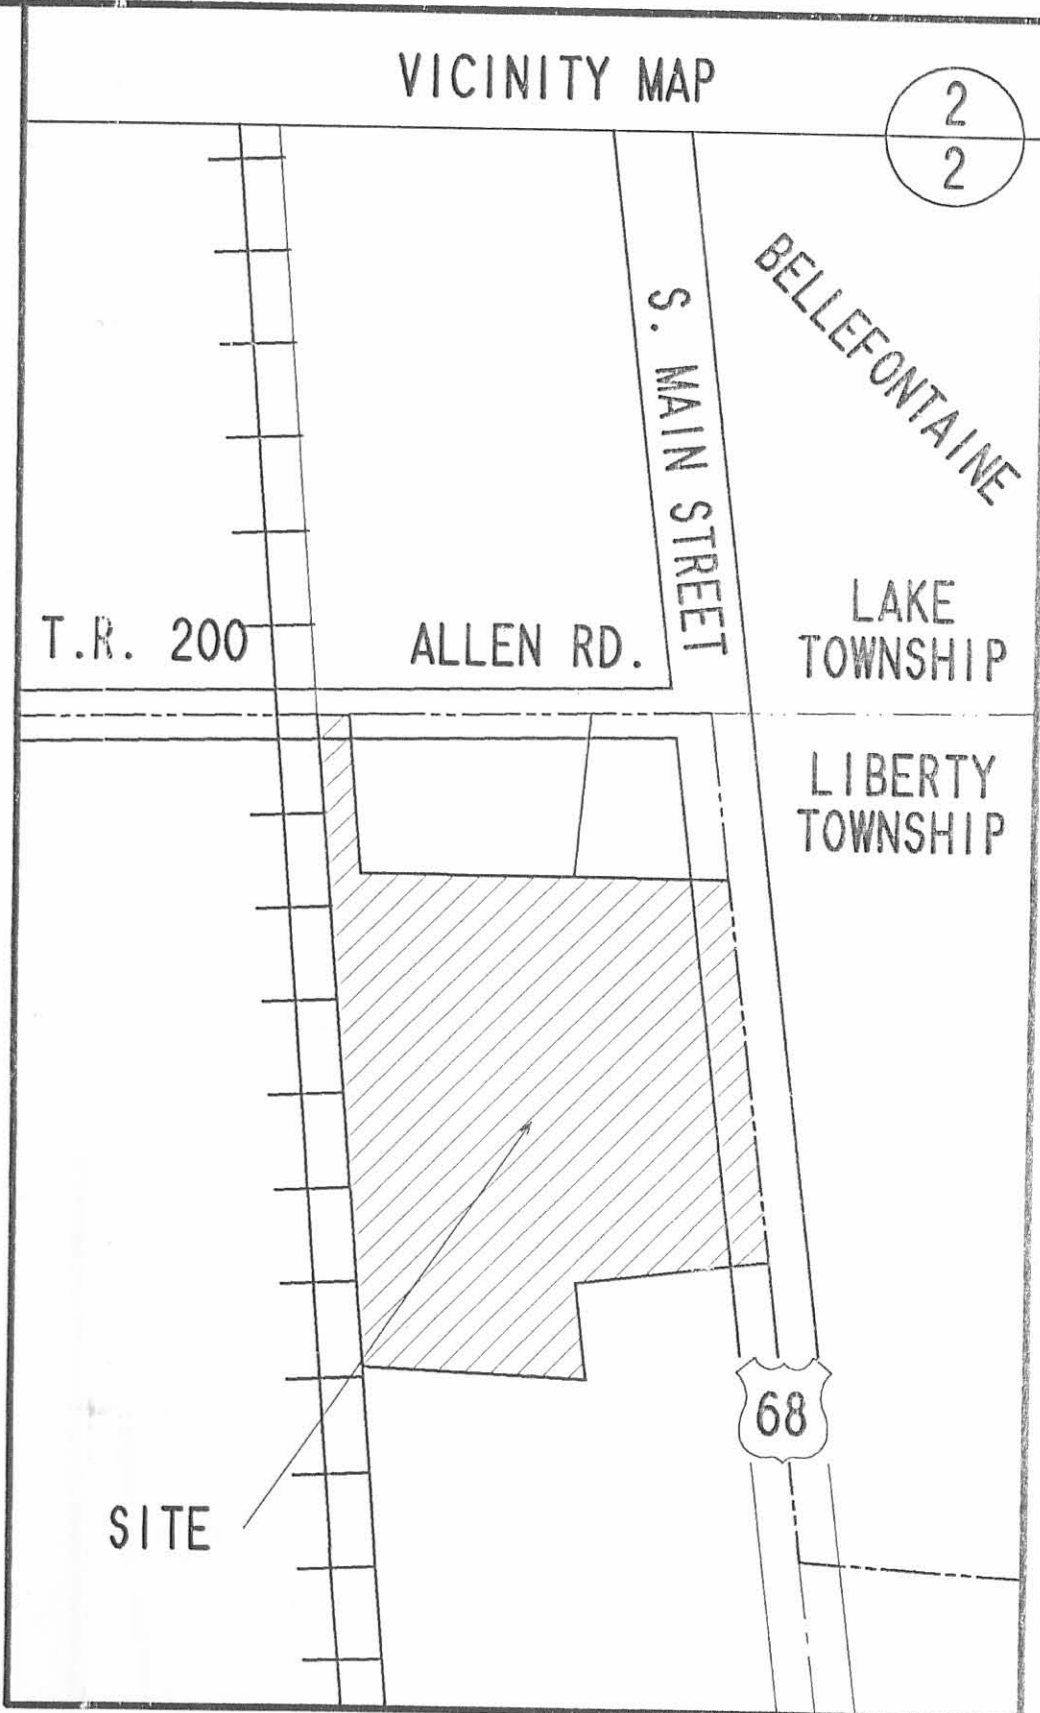 VICINITY MAP
2
2
BELLEFONTAINE
S. MAIN STREET
LAKE
TOWNSHIP
T.R. 200
ALLEN RD.
LIBERTY
TOWNSHIP
68
SITE